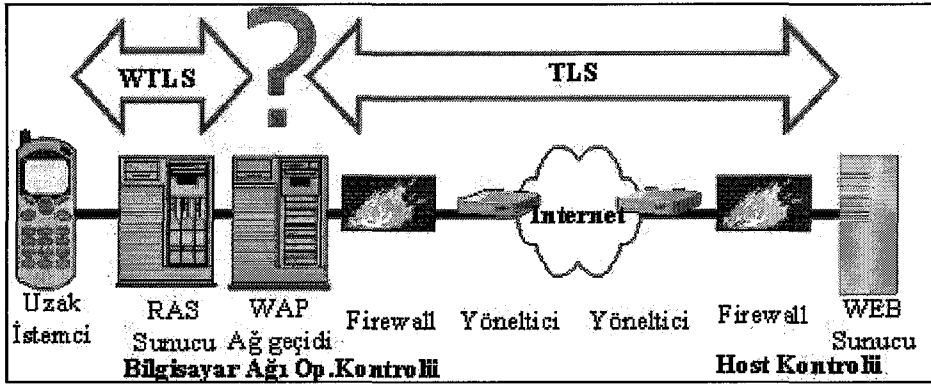 WTLS
?
TLS
Internet
Uzak
İstemci
RAS
Sunucu
WAP
Ağ geçidi
Firewall
Yöneltici
Yöneltici
Firewall
WEB
Sunucu
Bilgisayar Ağı Op.Kontrolü
Host Kontrolü